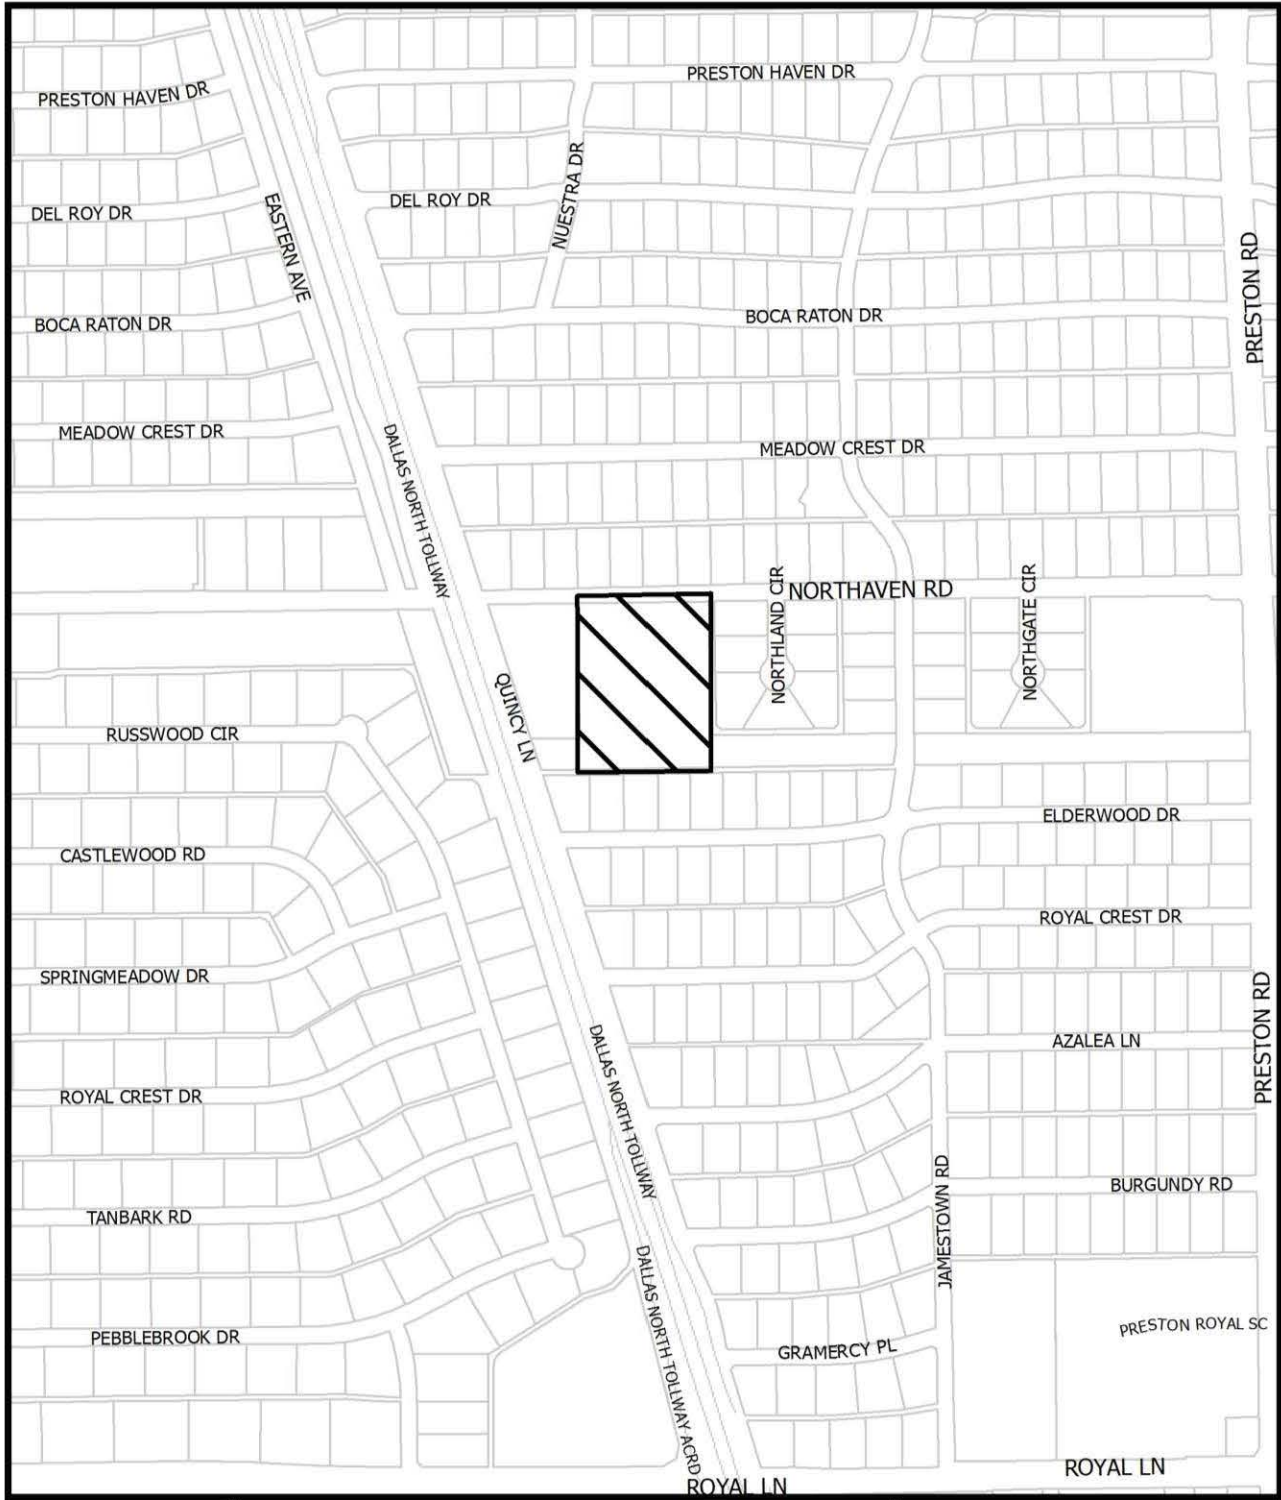 PRESTON HAVEN DR
PRESTON HAVEN DR
DEL ROY DR
DEL ROY DR
NUESTRA DR
EASTERN AVE
PRESTON RD
BOCA RATON DR
BOCA RATON DR
MEADOW CREST DR
MEADOW CREST DR
DALLAS NORTH TOLLWAY
NORTHLAND CIR
NORTHAVEN RD
NORTHGATE CIR
QUINCY LN
RUSSWOOD CIR
ELDERWOOD DR
CASTLEWOOD RD
ROYAL CREST DR
SPRINGMEADOW DR
PRESTON RD
AZALEA LN
DALLAS NORTH TOLLWAY
ROYAL CREST DR
JAMESTOWN RD
BURGUNDY RD
TANBARK RD
DALLAS NORTH TOLLWAY ACRD
PRESTON ROYAL SC
PEBBLEBROOK DR
GRAMERCY PL
ROYAL LN
ROYAL LN